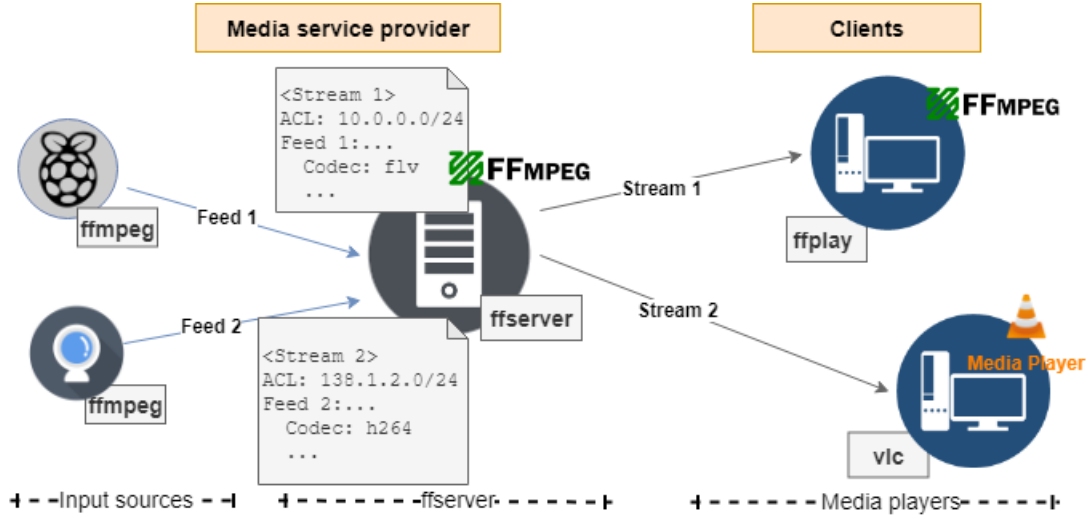 Media service provider
Clients
<Stream 1>
ACL: 10.0.0.0/24
Feed 1:...
Codec: flv
...
FFMPEG
FFMPEG
ffmpeg
Feed 1
Stream 1
ffplay
ffserver
Feed 2
Stream 2
<Stream 2>
ACL: 138.1.2.0/24
Feed 2:...
Codec: h264
...
ffmpeg
Media Player
vlc
Input sources
ffserver
Media players